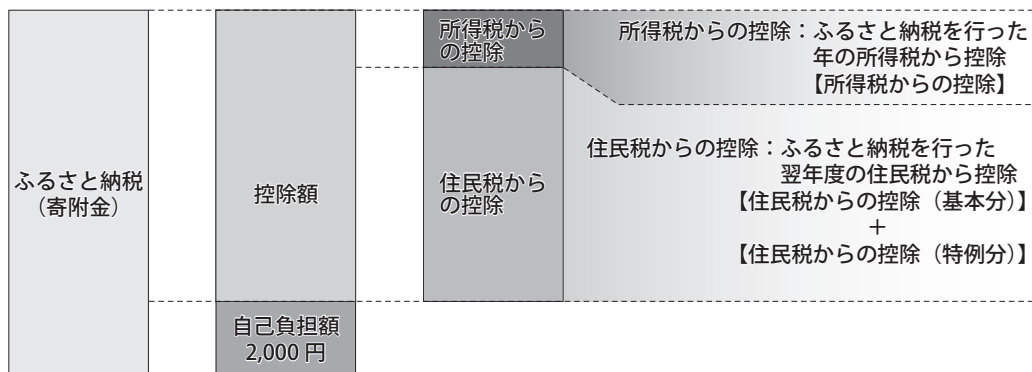 ふるさと納税
（寄附金）
控除額
自己負担額
2,000 円
所得税から
の控除
住民税から
の控除
所得税からの控除：ふるさと納税を行った
年の所得税から控除
【所得税からの控除】
住民税からの控除：ふるさと納税を行った
翌年度の住民税から控除
【住民税からの控除（基本分）】
＋
【住民税からの控除（特例分）】